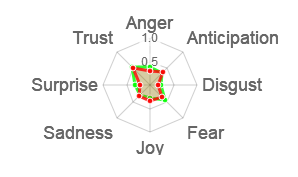 Anger
Trust
1.0
Anticipation
0.5
Surprise
Disgust
Sadness
Fear
Joy